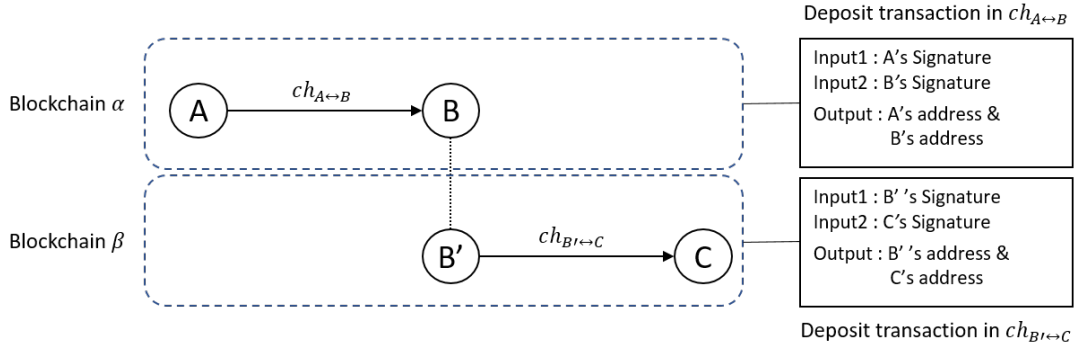 Deposit transaction in ch_{A↔B}
Blockchain α
A
ch_{A↔B}
B
Input1 : A’s Signature
Input2 : B’s Signature
Output : A’s address &
B’s address
Blockchain β
B’
ch_{B′↔C}
C
Input1 : B’ ’s Signature
Input2 : C’s Signature
Output : B’ ’s address &
C’s address
Deposit transaction in ch_{B′↔C}